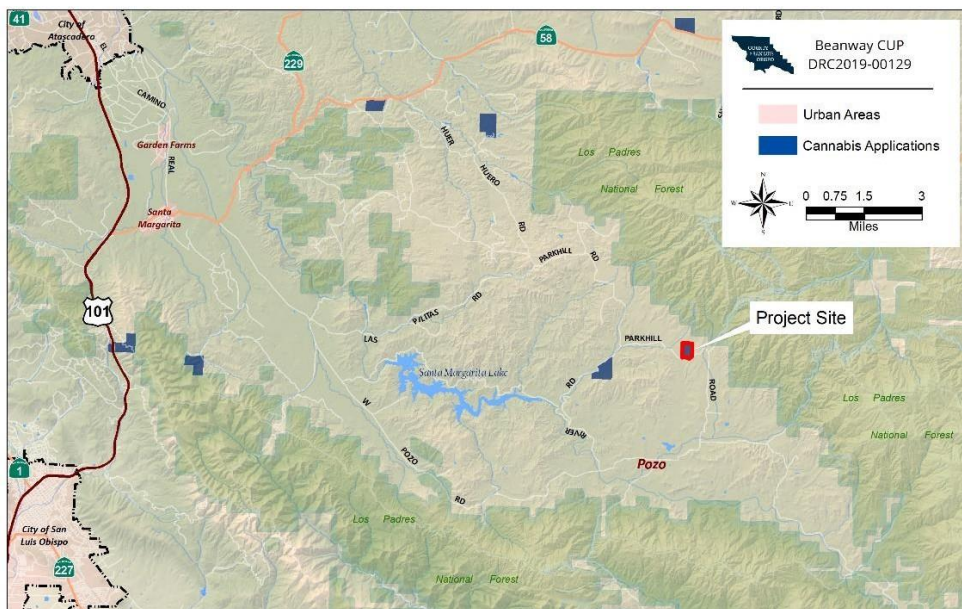 41
City of
Atascadero
EL
CAMINO
REAL
Garden Farms
Santa
Margarita
229
58
HUER
HUERO
RD
Los Padres
National Forest
PARKHILL
RD
101
LAS
PILITAS
RD
Santa Margarita Lake
PARKHILL
Project Site
ROAD
RD
RIVER
W
POZO
RD
Pozo
Los Padres
National Forest
Los Padres
National Forest
1
City of San
Luis Obispo
227
COUNTY
OBISPO
Beanway CUP
DRC2019-00129
Urban Areas
Cannabis Applications
N
W
E
S
0 0.75 1.5 3
Miles